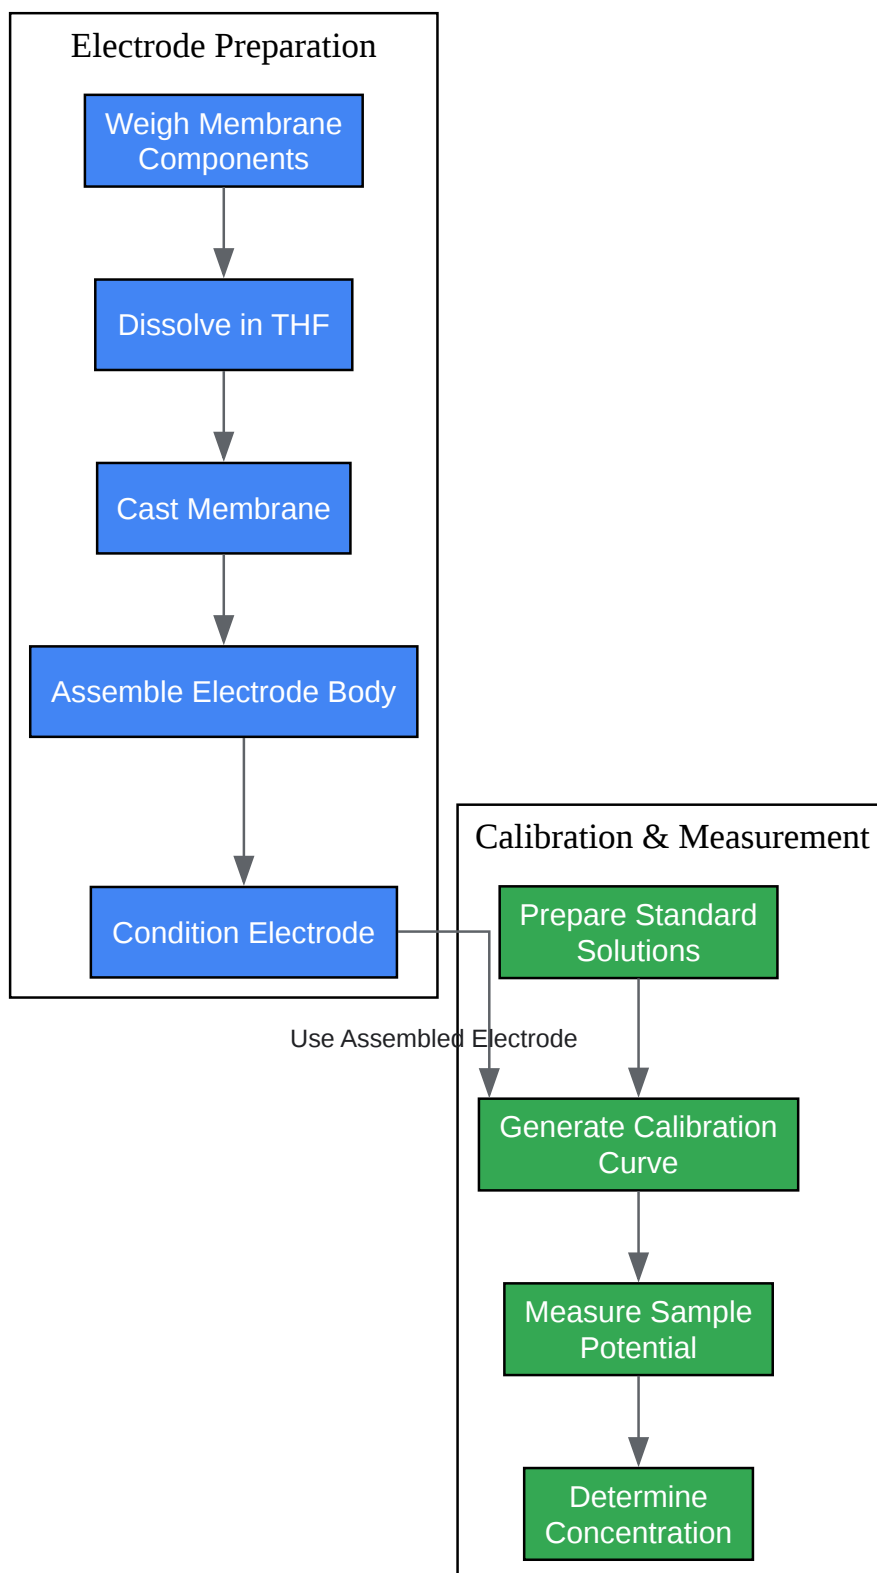 Electrode Preparation
Weigh Membrane
Components
Dissolve in THF
Cast Membrane
Assemble Electrode Body
Condition Electrode
Use Assembled Electrode
Calibration & Measurement
Prepare Standard
Solutions
Generate Calibration
Curve
Measure Sample
Potential
Determine
Concentration